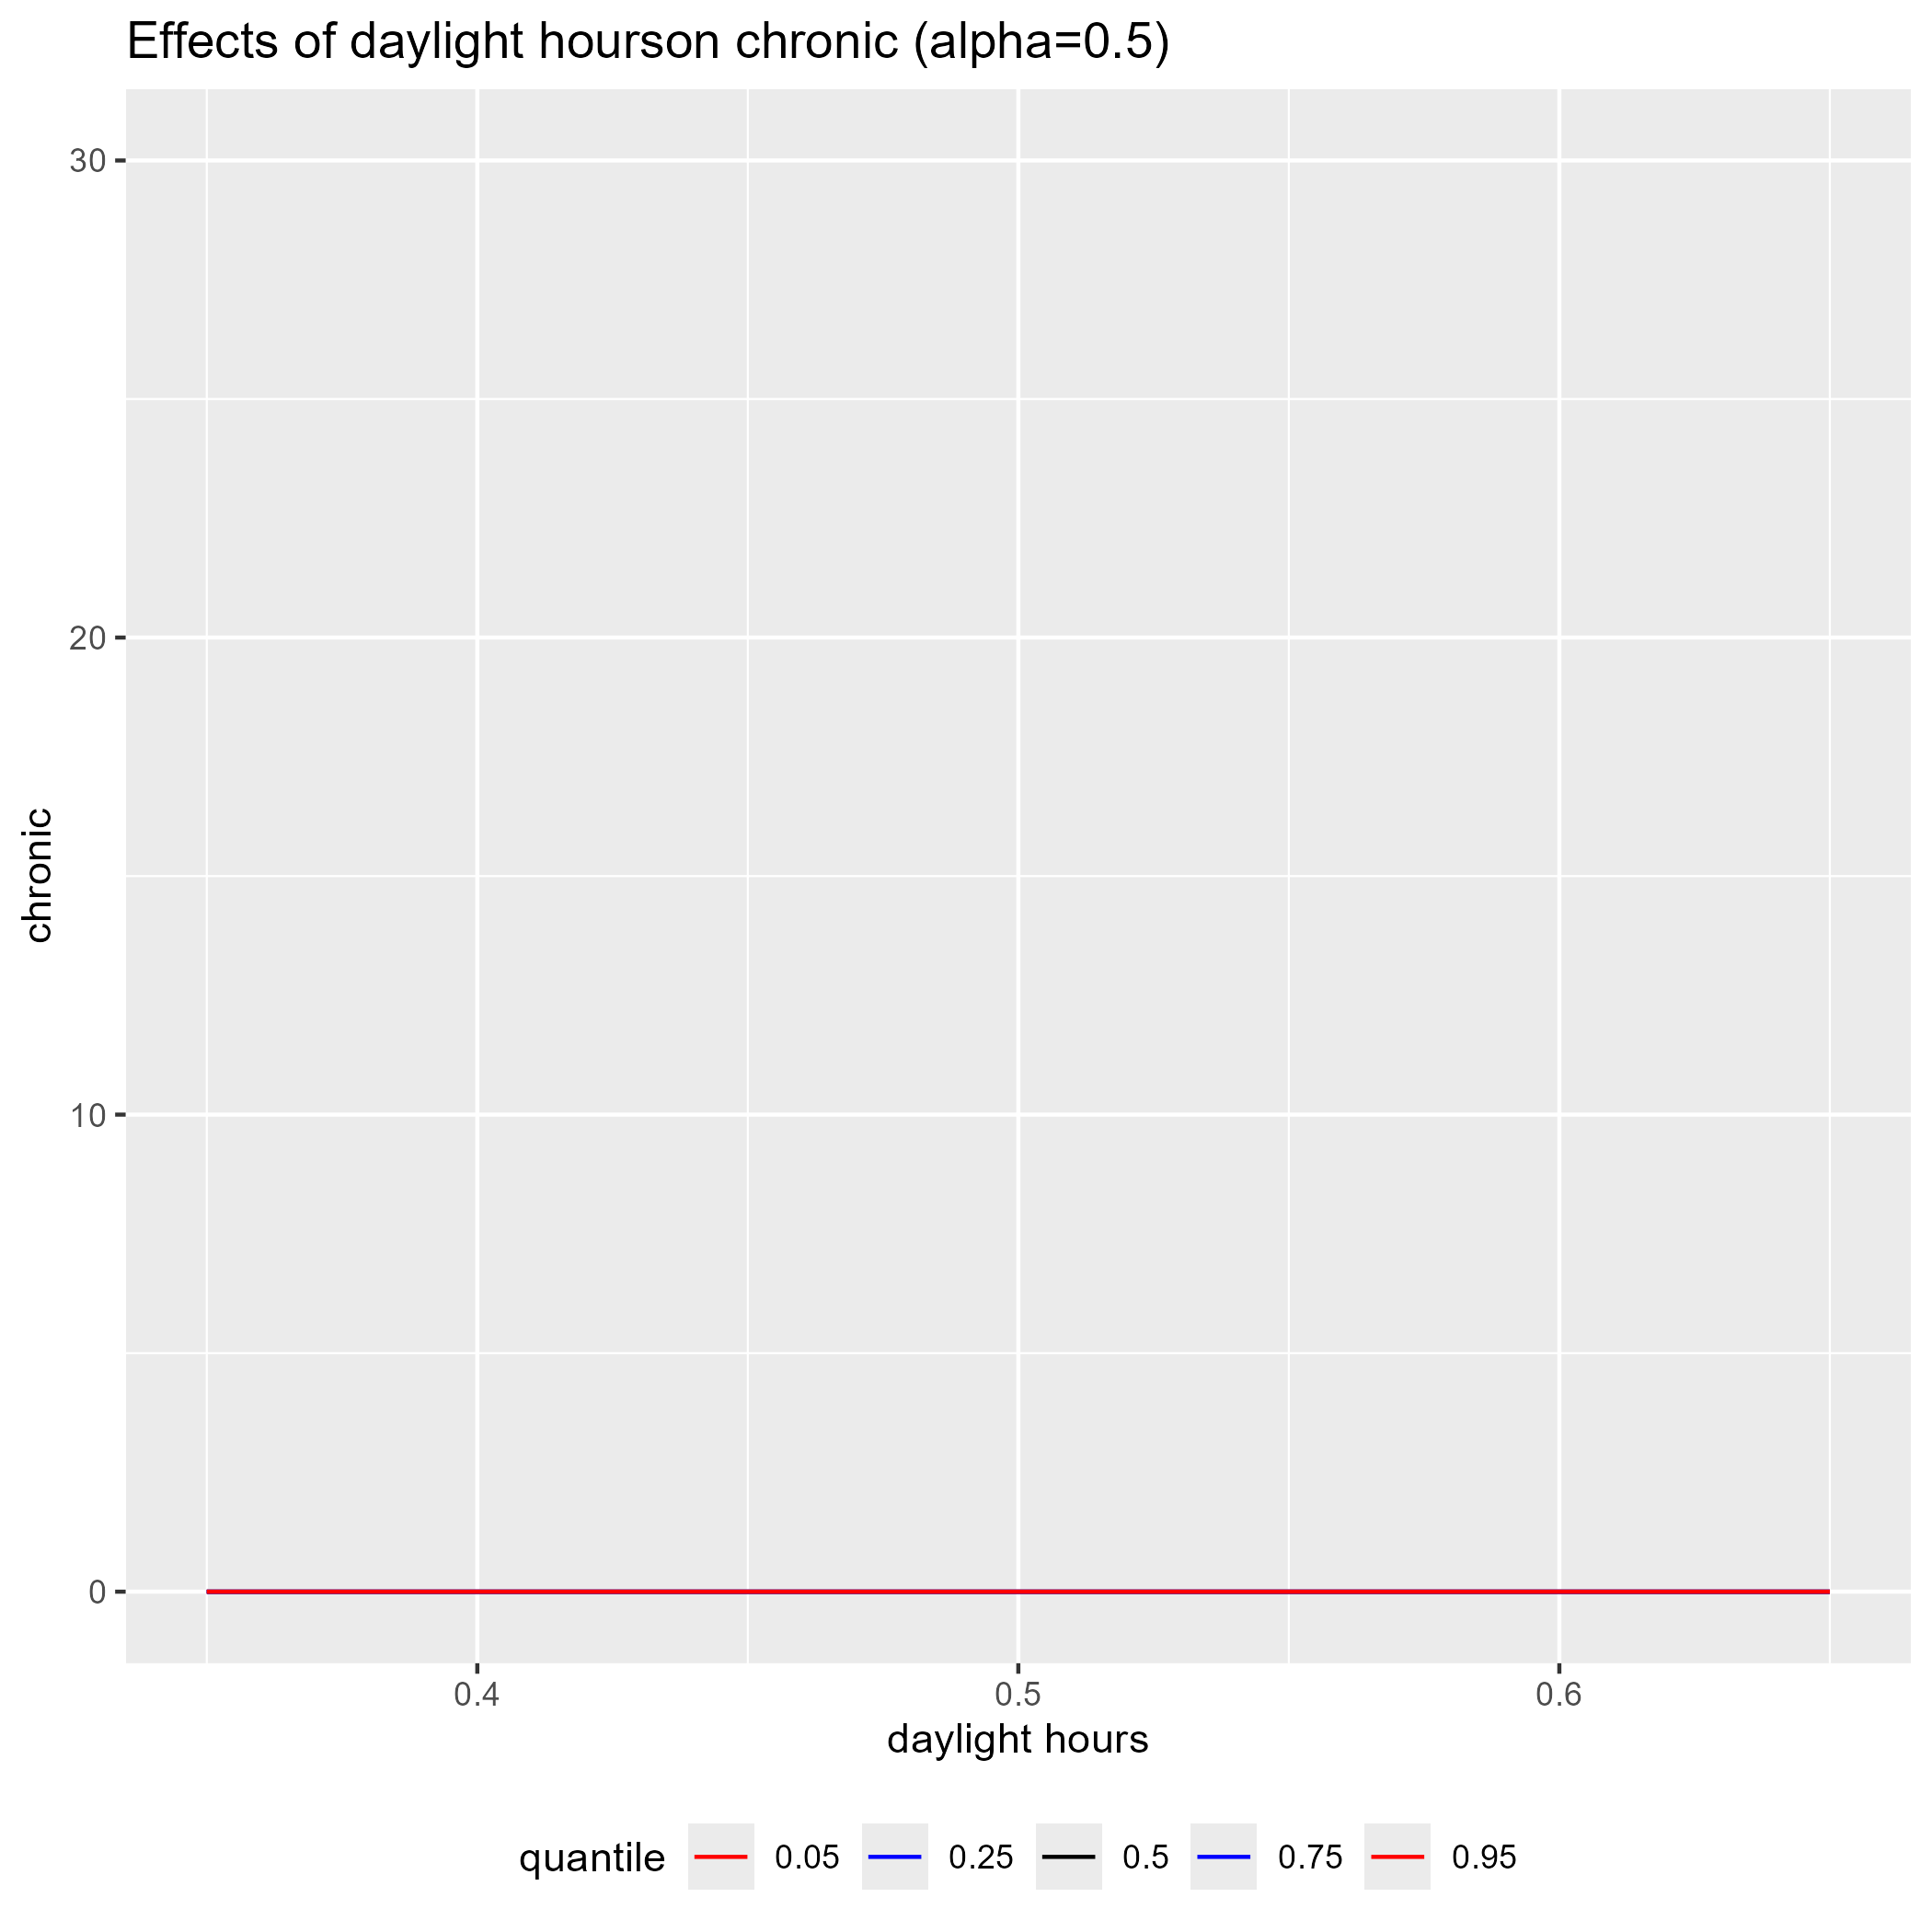 Effects of daylight hourson chronic (alpha=0.5)
30
20
10
0
chronic
0.4 0.5 0.6
daylight hours
quantile 0.05 0.25 0.5 0.75 0.95